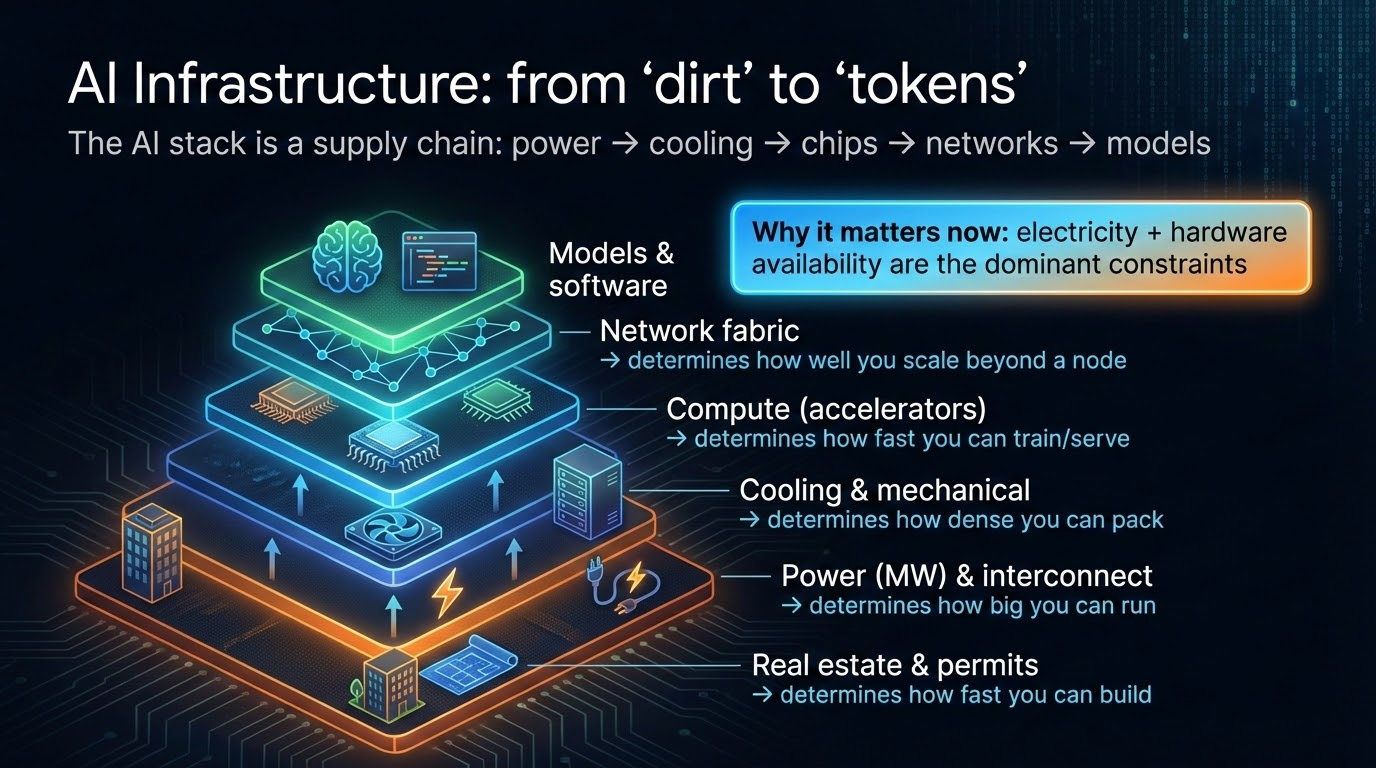 AI Infrastructure: from ‘dirt’ to ‘tokens’
The AI stack is a supply chain: power → cooling → chips → networks → models
Why it matters now: electricity + hardware
availability are the dominant constraints
Models &
software
Network fabric
→ determines how well you scale beyond a node
Compute (accelerators)
→ determines how fast you can train/serve
Cooling & mechanical
→ determines how dense you can pack
Power (MW) & interconnect
→ determines how big you can run
Real estate & permits
→ determines how fast you can build